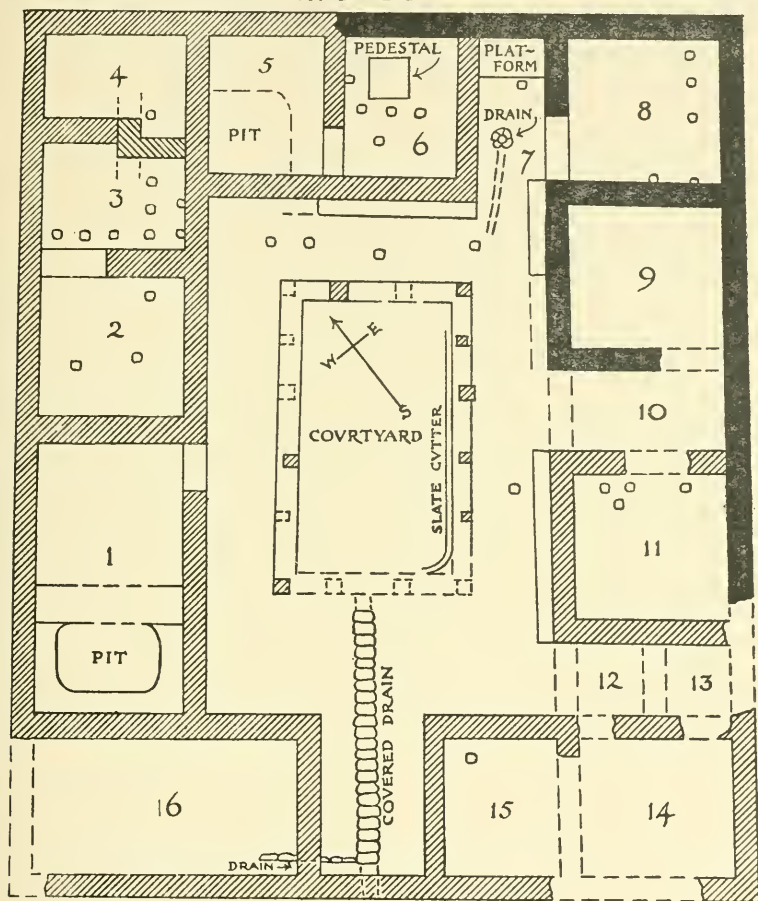 4
5
PEDESTAL
PLAT-
FORM
8
PIT
6
DRAIN
7
3
9
2
E
W
S
10
COVRTYARD
SLATE GVTTER
1
11
PIT
12
13
COVERED DRAIN
16
15
14
DRAIN